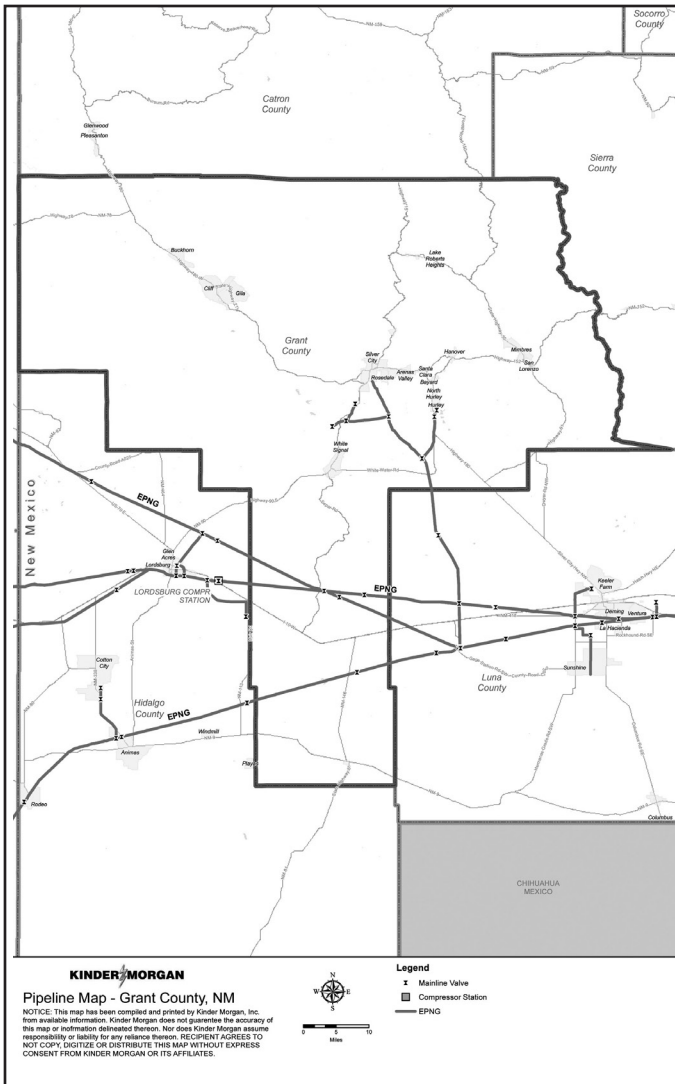 Socorro
County
Catron
County
Glenwood
Pleasanton
Sierra
County
Buckhorn
Cliff
Gila
Lake
Roberts
Heights
Grant
County
Silver
City
Rosedale
Arenas
Valley
Santa
Clara
Bayard
Hanover
Mimbres
San
Lorenzo
North
Hurley
Hurley
White
Signal
White Water Rd
New Mexico
EPNG
Glen
Acres
Lordsburg
LORDSBURG COMPR
STATION
EPNG
Keeler
Farm
Deming
Ventura
La Hacienda
Sunshine
Cotton
City
Hidalgo
County
EPNG
Luna
County
Windmill
Animas
Playas
Rodeo
Columbus
CHIHUAHUA
MEXICO
KINDER MORGAN
Pipeline Map - Grant County, NM
NOTICE: This map has been compiled and printed by Kinder Morgan, Inc.
from available information. Kinder Morgan does not guarentee the accuracy of
this map or inofrmation delineated thereon. Nor does Kinder Morgan assume
responsibliity or liability for any reliance thereon. RECIPIENT AGREES TO
NOT COPY, DIGITIZE OR DISTRIBUTE THIS MAP WITHOUT EXPRESS
CONSENT FROM KINDER MORGAN OR ITS AFFILIATES.
N
W E
S
0 5 10
Miles
Legend
Mainline Valve
Compressor Station
EPNG